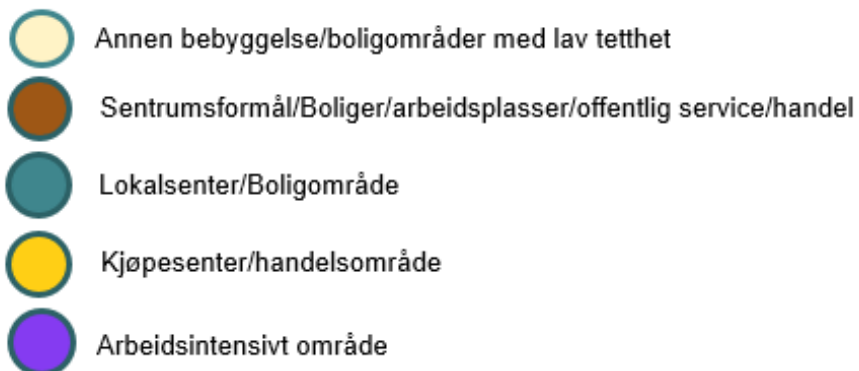 Annen bebyggelse/boligområder med lav tetthet
Sentrumsformål/Boliger/arbeidsplasser/offentlig service/handel
Lokalsenter/Boligområde
Kjøpesenter/handelsområde
Arbeidsintensivt område